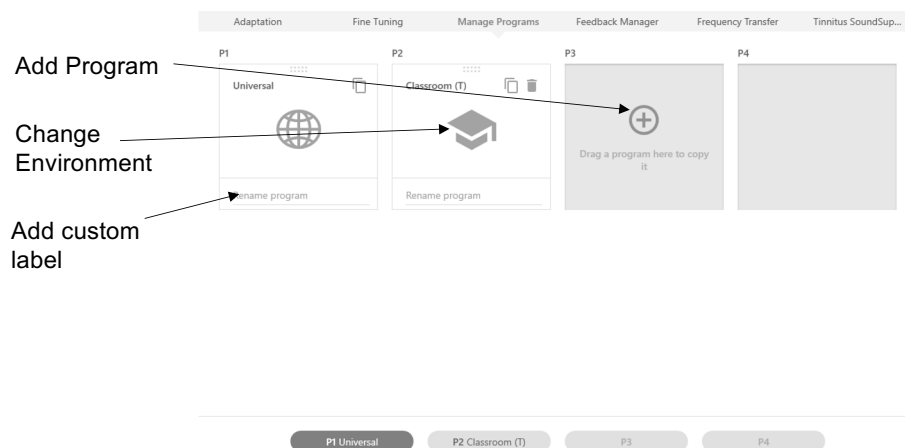 Adaptation Fine Tuning Manage Programs Feedback Manager Frequency Transfer Tinnitus SoundSup...
P1 P2 P3 P4
Add Program
Universal
Classroom (T)
Change
Environment
Drag a program here to copy
it
Rename program
Rename program
Add custom
label
P1 Universal P2 Classroom (T) P3 P4